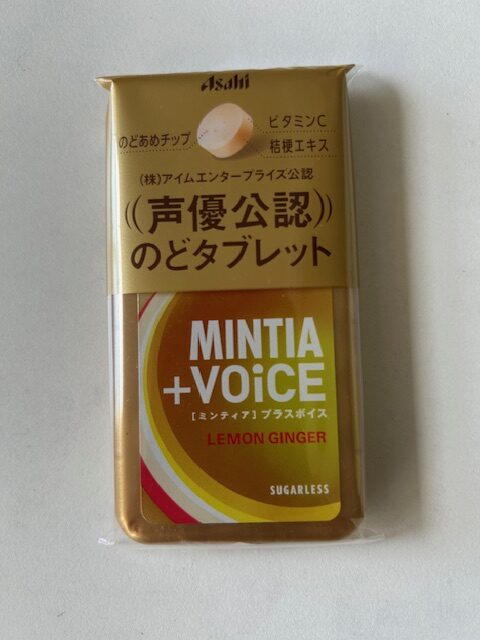 Asahi
のどあめチップ
ビタミンC
桔梗エキス
(株)アイムエンタープライズ公認
声優公認
のどタブレット
MINTIA
+VOiCE
[ミンティア]プラスボイス
LEMON GINGER
SUGARLESS